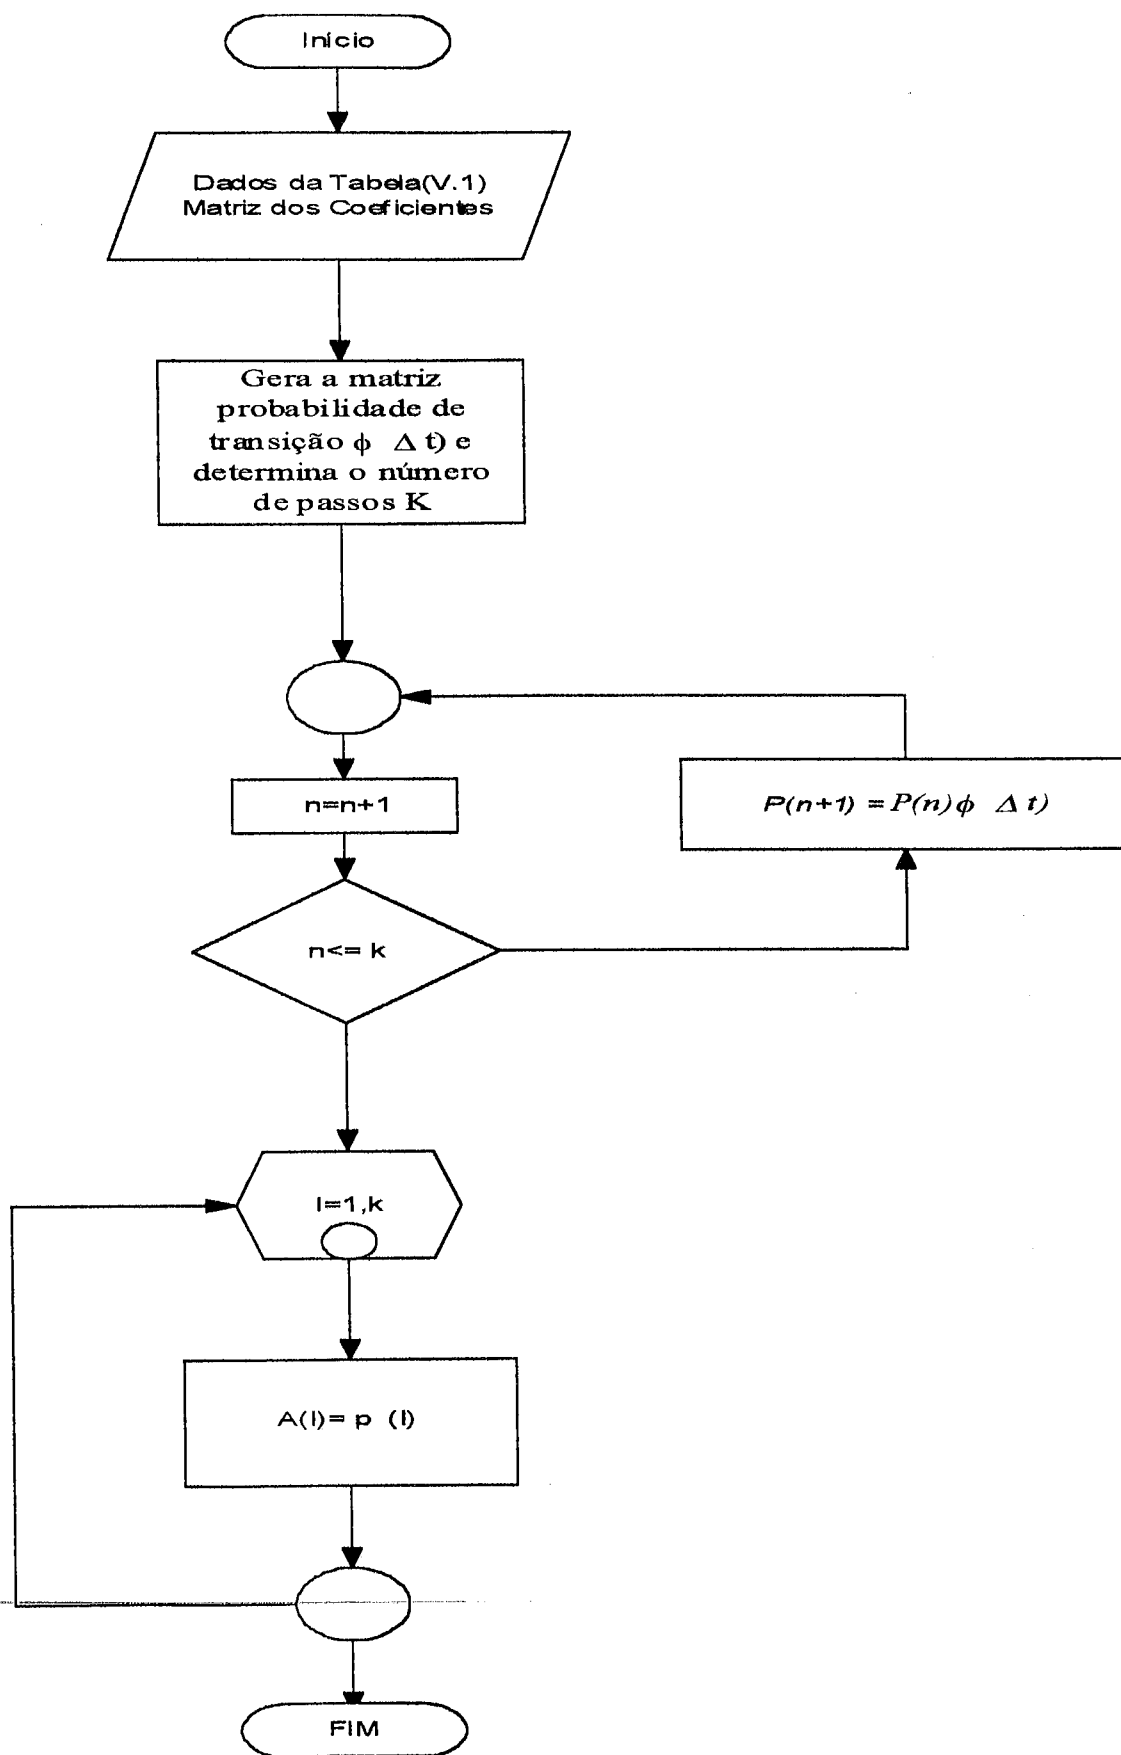 Início
Dados da Tabela(V.1)
Matriz dos Coeficientes
Gera a matriz
probabilidade de
transição ϕ Δ t) e
determina o número
de passos K
n=n+1
P(n+1) = P(n) ϕ Δ t)
n<= k
I=1,k
A(I)= p (I)
FIM